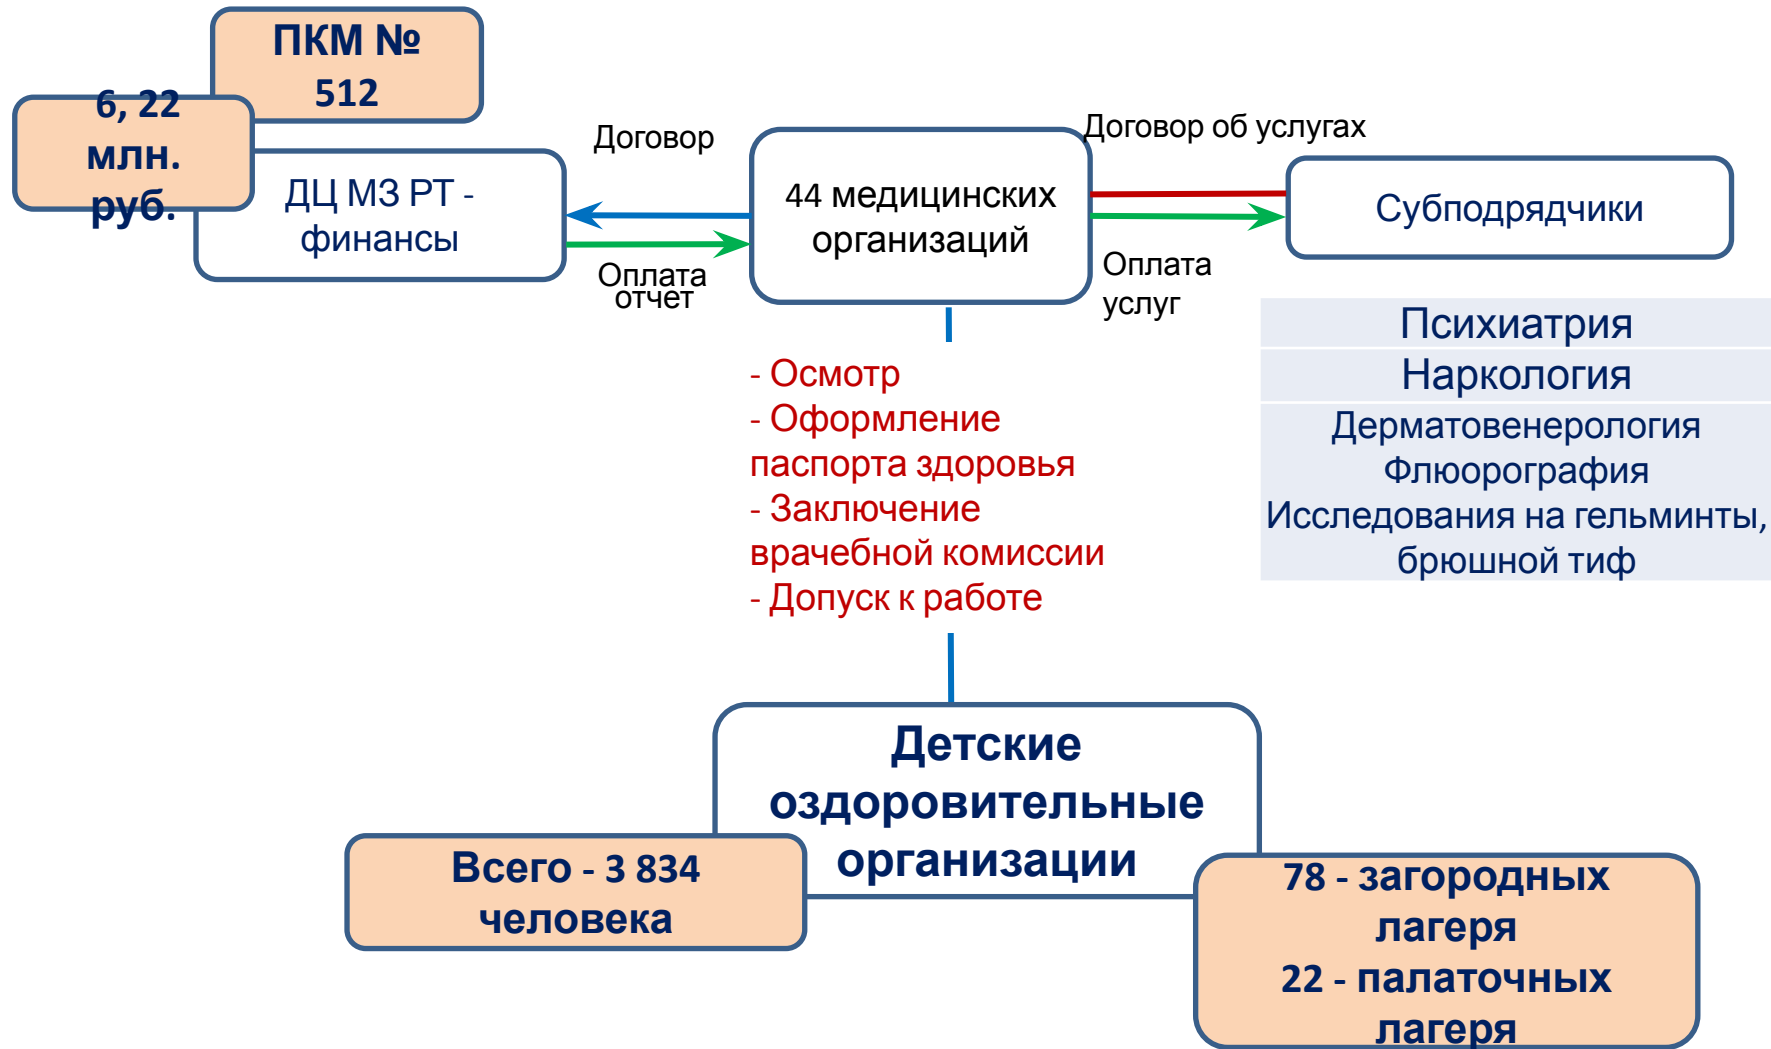 ПКМ №
512
6, 22
млн.
руб.
ДЦ МЗ РТ -
финансы
Договор
Оплата
отчет
44 медицинских
организаций
Договор об услугах
Оплата
услуг
Субподрядчики
Психиатрия
Наркология
Дерматовенерология
Флюорография
Исследования на гельминты,
брюшной тиф
- Осмотр
- Оформление
паспорта здоровья
- Заключение
врачебной комиссии
- Допуск к работе
Детские
оздоровительные
организации
Всего - 3 834
человека
78 - загородных
лагеря
22 - палаточных
лагеря